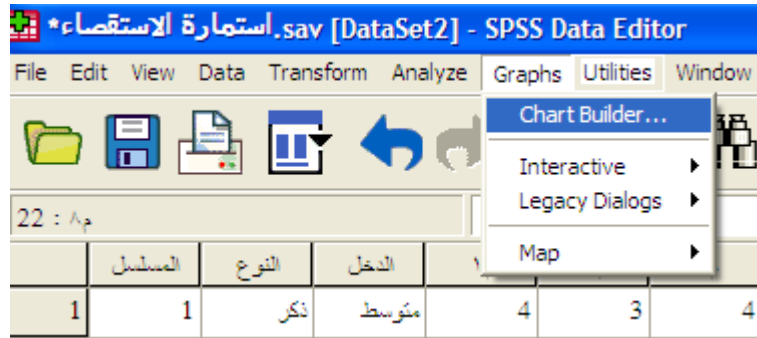 *استمارة الاستقصاء.sav [DataSet2] - SPSS Data Editor
File Edit View Data Transform Analyze Graphs Utilities Window
Chart Builder...
Interactive
Legacy Dialogs
Map
22 : م٨
المسلسل النوع الدخل
1 1 ذكر متوسط 4 3 4